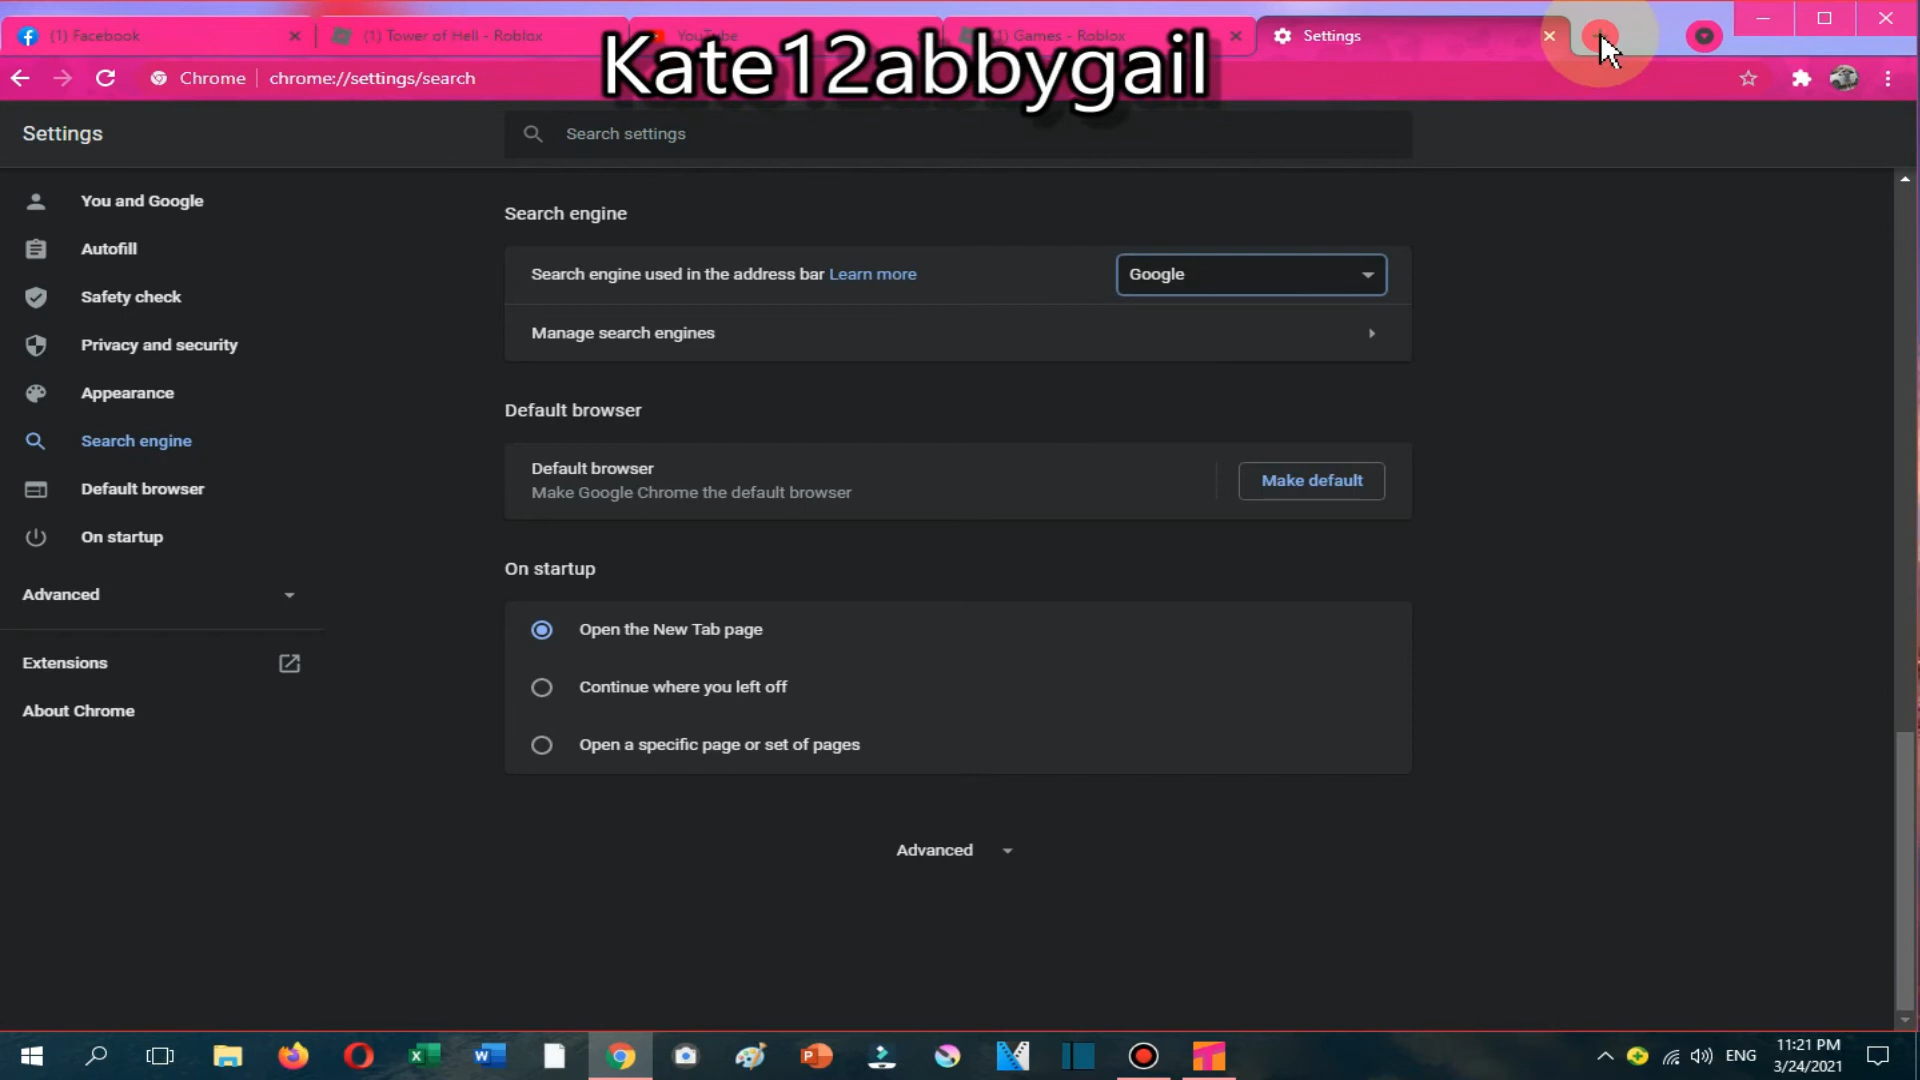 (1) Facebook
(1) Tower of Hell - Roblox
YouTube
(1) Games - Roblox
Settings
Kate12abbygail
Chrome
chrome://settings/search
Settings
Search settings
You and Google
Autofill
Safety check
Privacy and security
Appearance
Search engine
Default browser
On startup
Advanced
Extensions
About Chrome
Search engine
Search engine used in the address bar Learn more
Google
Manage search engines
Default browser
Default browser
Make Google Chrome the default browser
Make default
On startup
Open the New Tab page
Continue where you left off
Open a specific page or set of pages
Advanced
ENG
11:21 PM
3/24/2021